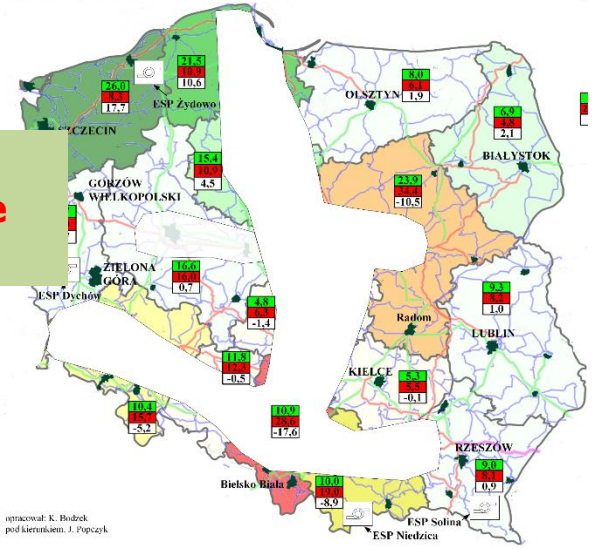 21,5
10,9
10,6
26,0
8,3
17,7
ESP Żydowo
SZCZECIN
8,0
6,1
1,9
OLSZTYN
6,9
4,8
2,1
BIAŁYSTOK
15,4
10,9
4,5
GORZÓW
WIELKOPOLSKI
e
23,9
34,4
-10,5
ZIELONA
GÓRA
ESP Dychów
16,6
16,0
0,7
4,8
6,3
-1,4
9,3
8,2
1,0
Radom
LUBLIN
11,8
12,3
-0,5
KIELCE
5,3
5,5
-0,1
10,4
15,7
-5,2
10,9
28,6
-17,6
RZESZÓW
9,0
8,1
0,9
Bielsko Biała
10,0
19,0
-8,9
ESP Solina
ESP Niedzica
opracował: K. Bodzek
pod kierunkiem. J. Popczyk